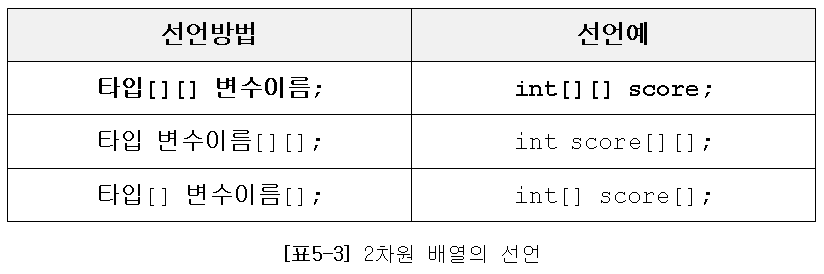 선언방법 선언예
타입[][] 변수이름; int[][] score;
타입 변수이름[][]; int score[][];
타입[] 변수이름[]; int[] score[];
[표5-3] 2차원 배열의 선언